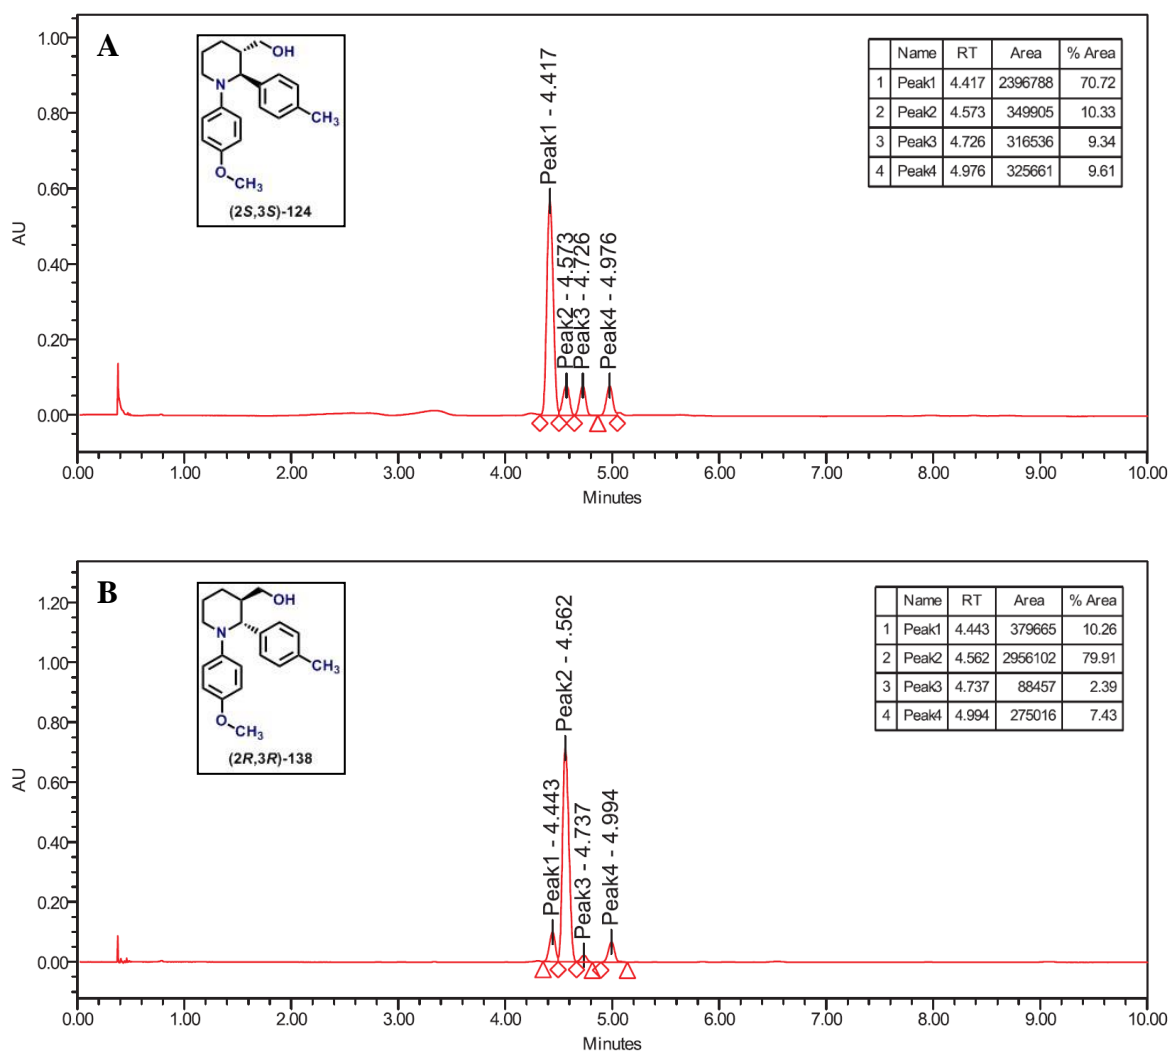 A
OH
N
CH3
O
CH3
(2S,3S)-124
Name RT Area % Area
1 Peak1 4.417 2396788 70.72
2 Peak2 4.573 349905 10.33
3 Peak3 4.726 316536 9.34
4 Peak4 4.976 325661 9.61
Peak1 - 4.417
Peak2 - 4.573
Peak3 - 4.726
Peak4 - 4.976
AU
1.00
0.80
0.60
0.40
0.20
0.00
0.00 1.00 2.00 3.00 4.00 5.00 6.00 7.00 8.00 9.00 10.00
Minutes
B
OH
N
CH3
O
CH3
(2R,3R)-138
Name RT Area % Area
1 Peak1 4.443 379665 10.26
2 Peak2 4.562 2956102 79.91
3 Peak3 4.737 88457 2.39
4 Peak4 4.994 275016 7.43
Peak1 - 4.443
Peak2 - 4.562
Peak3 - 4.737
Peak4 - 4.994
AU
1.20
1.00
0.80
0.60
0.40
0.20
0.00
0.00 1.00 2.00 3.00 4.00 5.00 6.00 7.00 8.00 9.00 10.00
Minutes